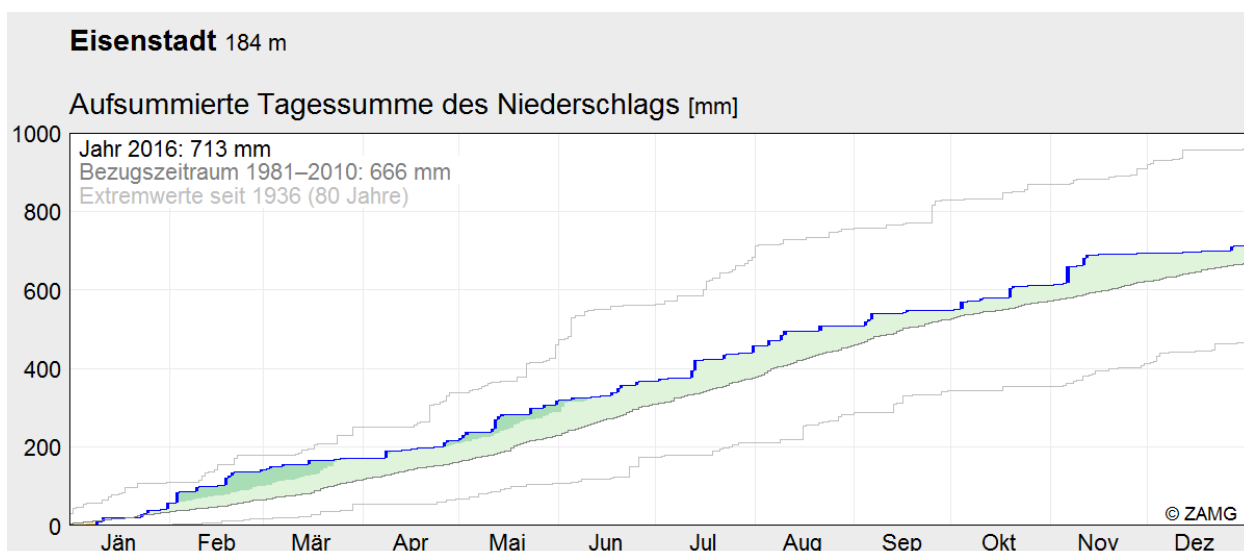 Eisenstadt 184 m
Aufsummierte Tagessumme des Niederschlags [mm]
1000
Jahr 2016: 713 mm
Bezugszeitraum 1981–2010: 666 mm
Extremwerte seit 1936 (80 Jahre)
800
600
400
200
0
© ZAMG
Jän Feb Mär Apr Mai Jun Jul Aug Sep Okt Nov Dez